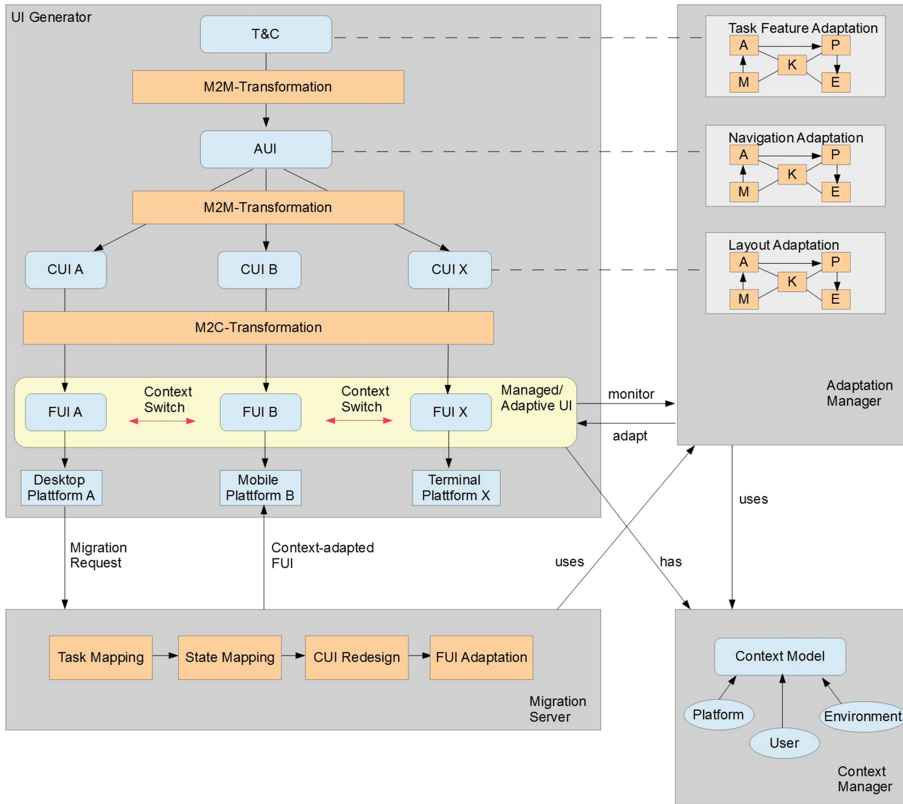 UI Generator
T&C
M2M-Transformation
AUI
M2M-Transformation
CUI A
CUI B
CUI X
M2C-Transformation
Context
Switch
Context
Switch
Managed/
Adaptive UI
FUI A
FUI B
FUI X
Desktop
Plattform A
Mobile
Plattform B
Terminal
Plattform X
Task Feature Adaptation
A
P
K
M
E
Navigation Adaptation
A
P
K
M
E
Layout Adaptation
A
P
K
M
E
Adaptation
Manager
monitor
adapt
Migration
Request
Context-adapted
FUI
uses
has
uses
Task Mapping
State Mapping
CUI Redesign
FUI Adaptation
Migration
Server
Context Model
Platform
User
Environment
Context
Manager